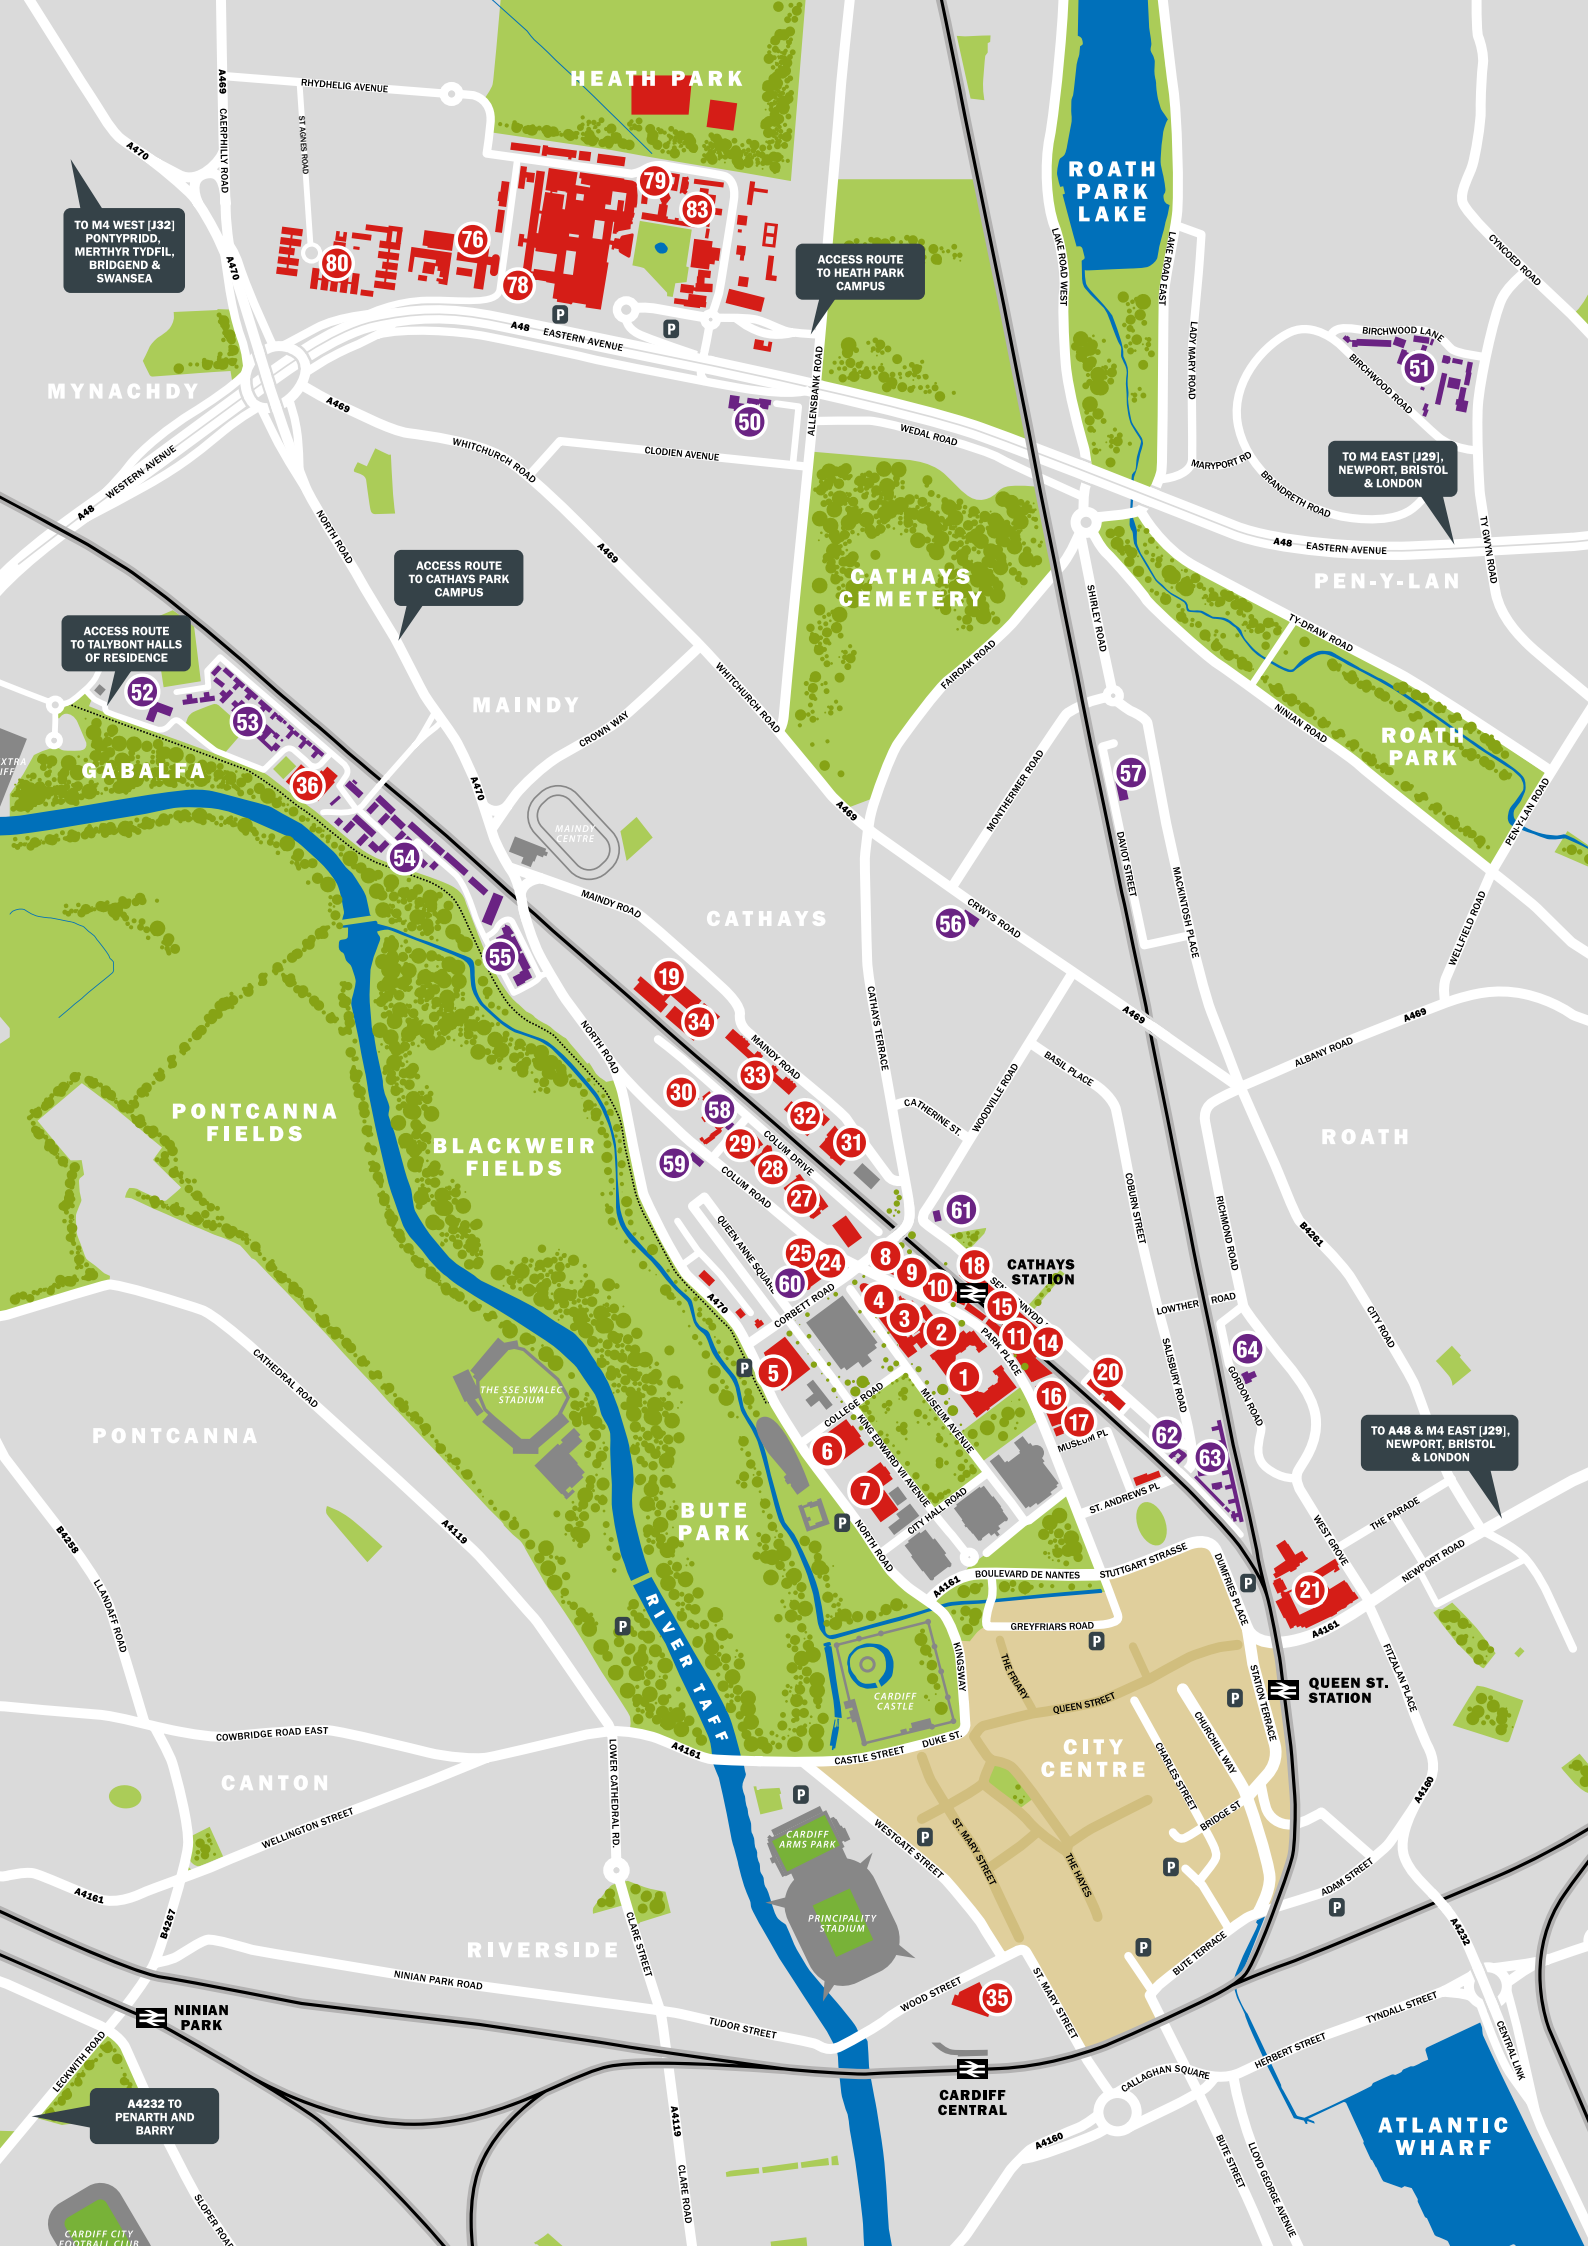 HEATH PARK
A469
CAERPHILLY ROAD
RHYDHELIG AVENUE
ST AGNES ROAD
A470
ROATH
PARK
LAKE
79
83
76
80
78
P
P
TO M4 WEST [J32]
PONTYPRIDD,
MERTHYR TYDFIL,
BRIDGEND &
SWANSEA
A470
ACCESS ROUTE
TO HEATH PARK
CAMPUS
LAKE ROAD WEST
LAKE ROAD EAST
LADY MARY ROAD
CYNCOED ROAD
A48
EASTERN AVENUE
ALLENSBANK ROAD
BIRCHWOOD LANE
BIRCHWOOD ROAD
51
MYNACHDY
A469
50
WHITCHURCH ROAD
CLODIEN AVENUE
WEDAL ROAD
MARYPORT RD
BRANDRETH ROAD
TO M4 EAST [J29],
NEWPORT, BRISTOL
& LONDON
WESTERN AVENUE
A48
NORTH ROAD
A469
A48
EASTERN AVENUE
TY GWYN ROAD
PEN-Y-LAN
ACCESS ROUTE
TO CATHAYS PARK
CAMPUS
CATHAYS
CEMETERY
SHIRLEY ROAD
TY-DRAW ROAD
ACCESS ROUTE
TO TALYBONT HALLS
OF RESIDENCE
52
53
MAINDY
WHITCHURCH ROAD
FAIROAK ROAD
CROWN WAY
NINIAN ROAD
ROATH
PARK
GABALFA
36
A470
MAINDY
CENTRE
A469
MONTHERMER ROAD
57
PEN-Y-LAN ROAD
54
DAVIOT STREET
MACKINTOSH PLACE
MAINDY ROAD
CATHAYS
56
CRWYS ROAD
WELLFIELD ROAD
55
19
34
NORTH ROAD
CATHAYS TERRACE
A469
A469
ALBANY ROAD
MAINDY ROAD
33
BASIL PLACE
WOODVILLE ROAD
30
58
32
31
CATHERINE ST.
PONTCANNA
FIELDS
BLACKWEIR
FIELDS
ROATH
29
COLUM DRIVE
59
28
COLUM ROAD
27
COBURN STREET
RICHMOND ROAD
61
B4261
QUEEN ANNE SQUARE
25
24
8
9
10
18
CATHAYS
STATION
60
CORBETT ROAD
A470
4
3
2
15
11
14
PARK PLACE
LOWTHER ROAD
SALISBURY ROAD
CITY ROAD
64
GORDON ROAD
CATHEDRAL ROAD
THE SSE SWALEC
STADIUM
P
5
1
20
16
17
MUSEUM PL
COLLEGE ROAD
MUSEUM AVENUE
KING EDWARD VII AVENUE
6
7
62
63
PONTCANNA
TO A48 & M4 EAST [J29],
NEWPORT, BRISTOL
& LONDON
BUTE
PARK
P
CITY HALL ROAD
NORTH ROAD
ST. ANDREWS PL
THE PARADE
WEST GROVE
NEWPORT ROAD
B4258
A4119
LLANDAFF ROAD
A4161
BOULEVARD DE NANTES
STUTTGART STRASSE
DUMFRIES PLACE
P
21
A4161
RIVER TAFF
P
GREYFRIARS ROAD
P
KINGSWAY
THE FRIARY
QUEEN STREET
STATION TERRACE
FITZALAN PLACE
P
QUEEN ST.
STATION
CARDIFF
CASTLE
COWBRIDGE ROAD EAST
A4161
CASTLE STREET
DUKE ST.
CITY
CENTRE
CHARLES STREET
CHURCHILL WAY
CANTON
LOWER CATHEDRAL RD.
WELLINGTON STREET
P
CARDIFF
ARMS PARK
WESTGATE STREET
P
ST. MARY STREET
THE HAYES
BRIDGE ST
P
A4160
ADAM STREET
P
A4161
B4267
PRINCIPALITY
STADIUM
RIVERSIDE
CLARE STREET
P
BUTE TERRACE
A4232
NINIAN PARK ROAD
WOOD STREET
35
ST. MARY STREET
NINIAN
PARK
TUDOR STREET
TYNDALL STREET
HERBERT STREET
CENTRAL LINK
LECKWITH ROAD
CARDIFF
CENTRAL
CALLAGHAN SQUARE
A4232 TO
PENARTH AND
BARRY
A4119
A4160
ATLANTIC
WHARF
CLARE ROAD
BUTE STREET
LLOYD GEORGE AVENUE
SLOPER ROAD
CARDIFF CITY
FOOTBALL CLUB